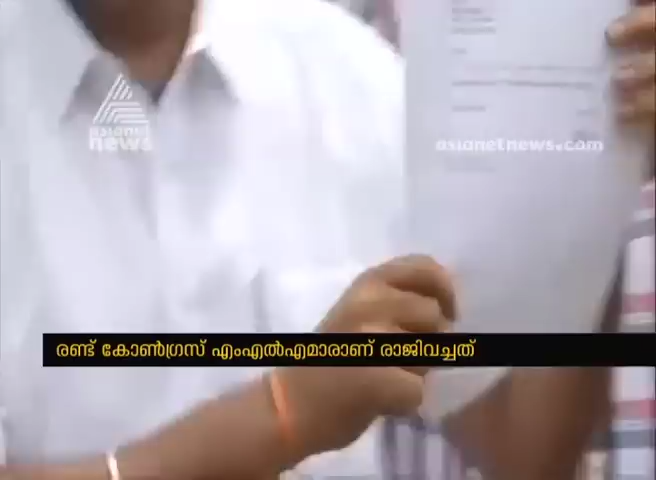 asianet
news
asianetnews.com
രണ്ട് കോൺഗ്രസ് എംഎൽഎമാരാണ് രാജിവച്ചത്